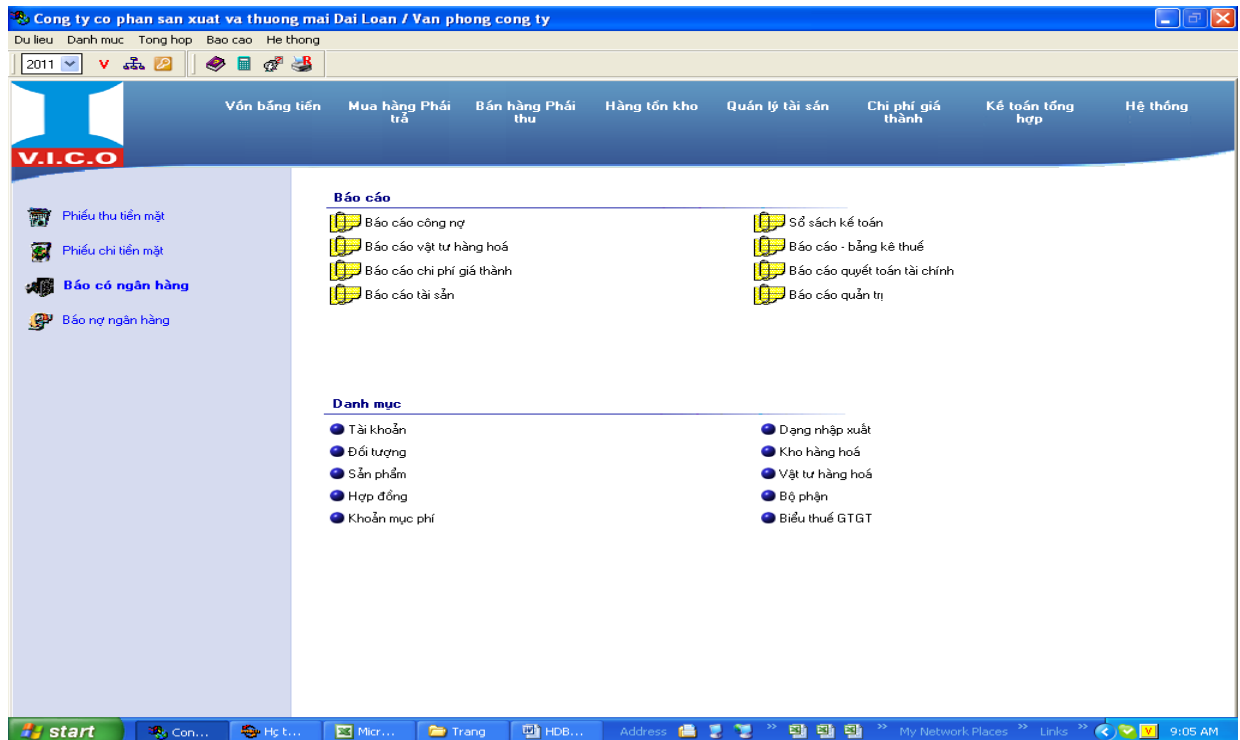 Cong ty co phan san xuat va thuong mai Dai Loan / Van phong cong ty
Du lieu Danh muc Tong hop Bao cao He thong
2011 V
Vốn bằng tiền Mua hàng Phải trả Bán hàng Phải thu Hàng tồn kho Quản lý tài sản Chi phí giá thành Kế toán tổng hợp Hệ thống
V.I.C.O
Phiếu thu tiền mặt
Phiếu chi tiền mặt
Báo có ngân hàng
Báo nợ ngân hàng
Báo cáo
Báo cáo công nợ Sổ sách kế toán
Báo cáo vật tư hàng hoá Báo cáo - bảng kê thuế
Báo cáo chi phí giá thành Báo cáo quyết toán tài chính
Báo cáo tài sản Báo cáo quản trị
Danh mục
Tài khoản Dạng nhập xuất
Đối tượng Kho hàng hoá
Sản phẩm Vật tư hàng hoá
Hợp đồng Bộ phận
Khoản mục phí Biểu thuế GTGT
start Con... Hç t... Micr... Trang HDB... Address My Network Places Links V 9:05 AM